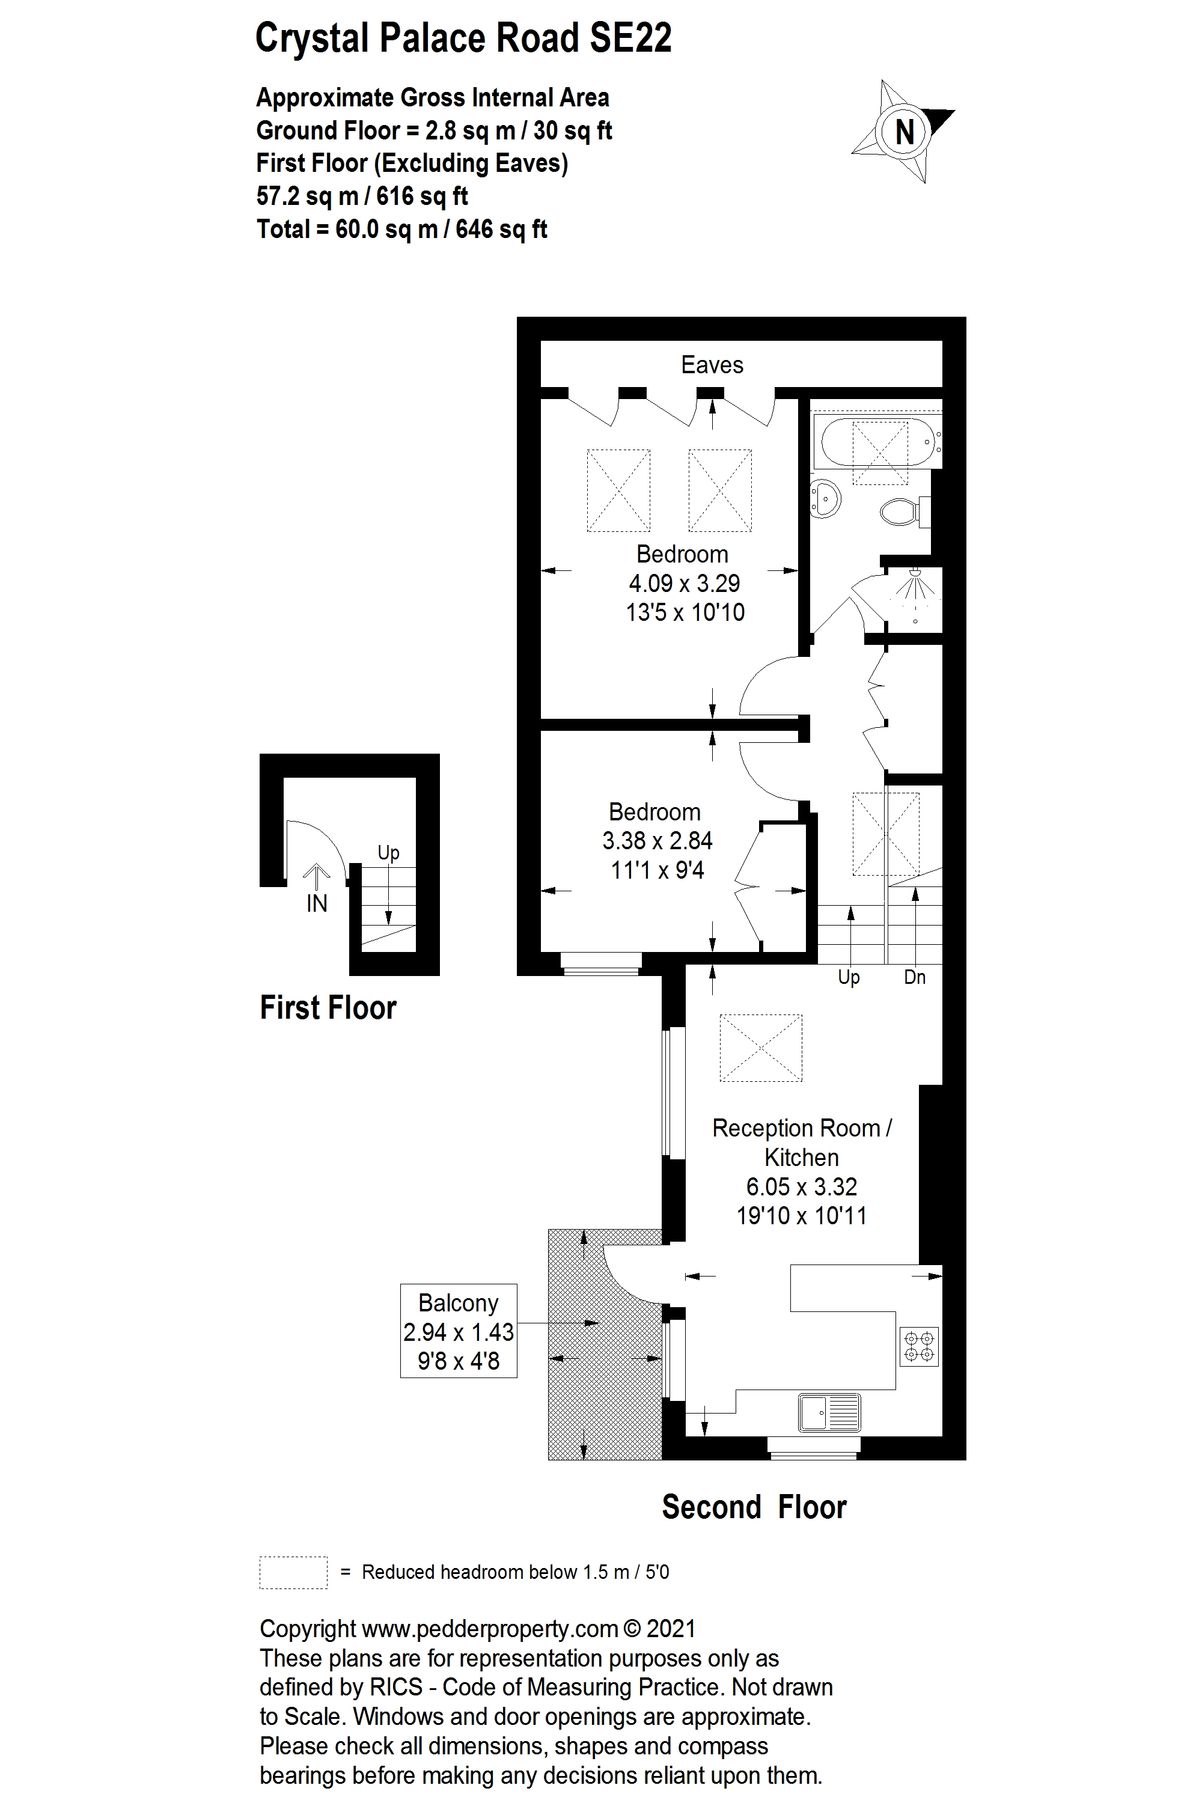 Crystal Palace Road SE22
Approximate Gross Internal Area
Ground Floor = 2.8 sq m / 30 sq ft
First Floor (Excluding Eaves)
57.2 sq m / 616 sq ft
Total = 60.0 sq m / 646 sq ft
N
Eaves
Bedroom
4.09 x 3.29
13'5 x 10'10
Bedroom
3.38 x 2.84
11'1 x 9'4
Up
IN
First Floor
Up
Dn
Reception Room /
Kitchen
6.05 x 3.32
19'10 x 10'11
Balcony
2.94 x 1.43
9'8 x 4'8
Second Floor
= Reduced headroom below 1.5 m / 5'0
Copyright www.pedderproperty.com © 2021
These plans are for representation purposes only as
defined by RICS - Code of Measuring Practice. Not drawn
to Scale. Windows and door openings are approximate.
Please check all dimensions, shapes and compass
bearings before making any decisions reliant upon them.